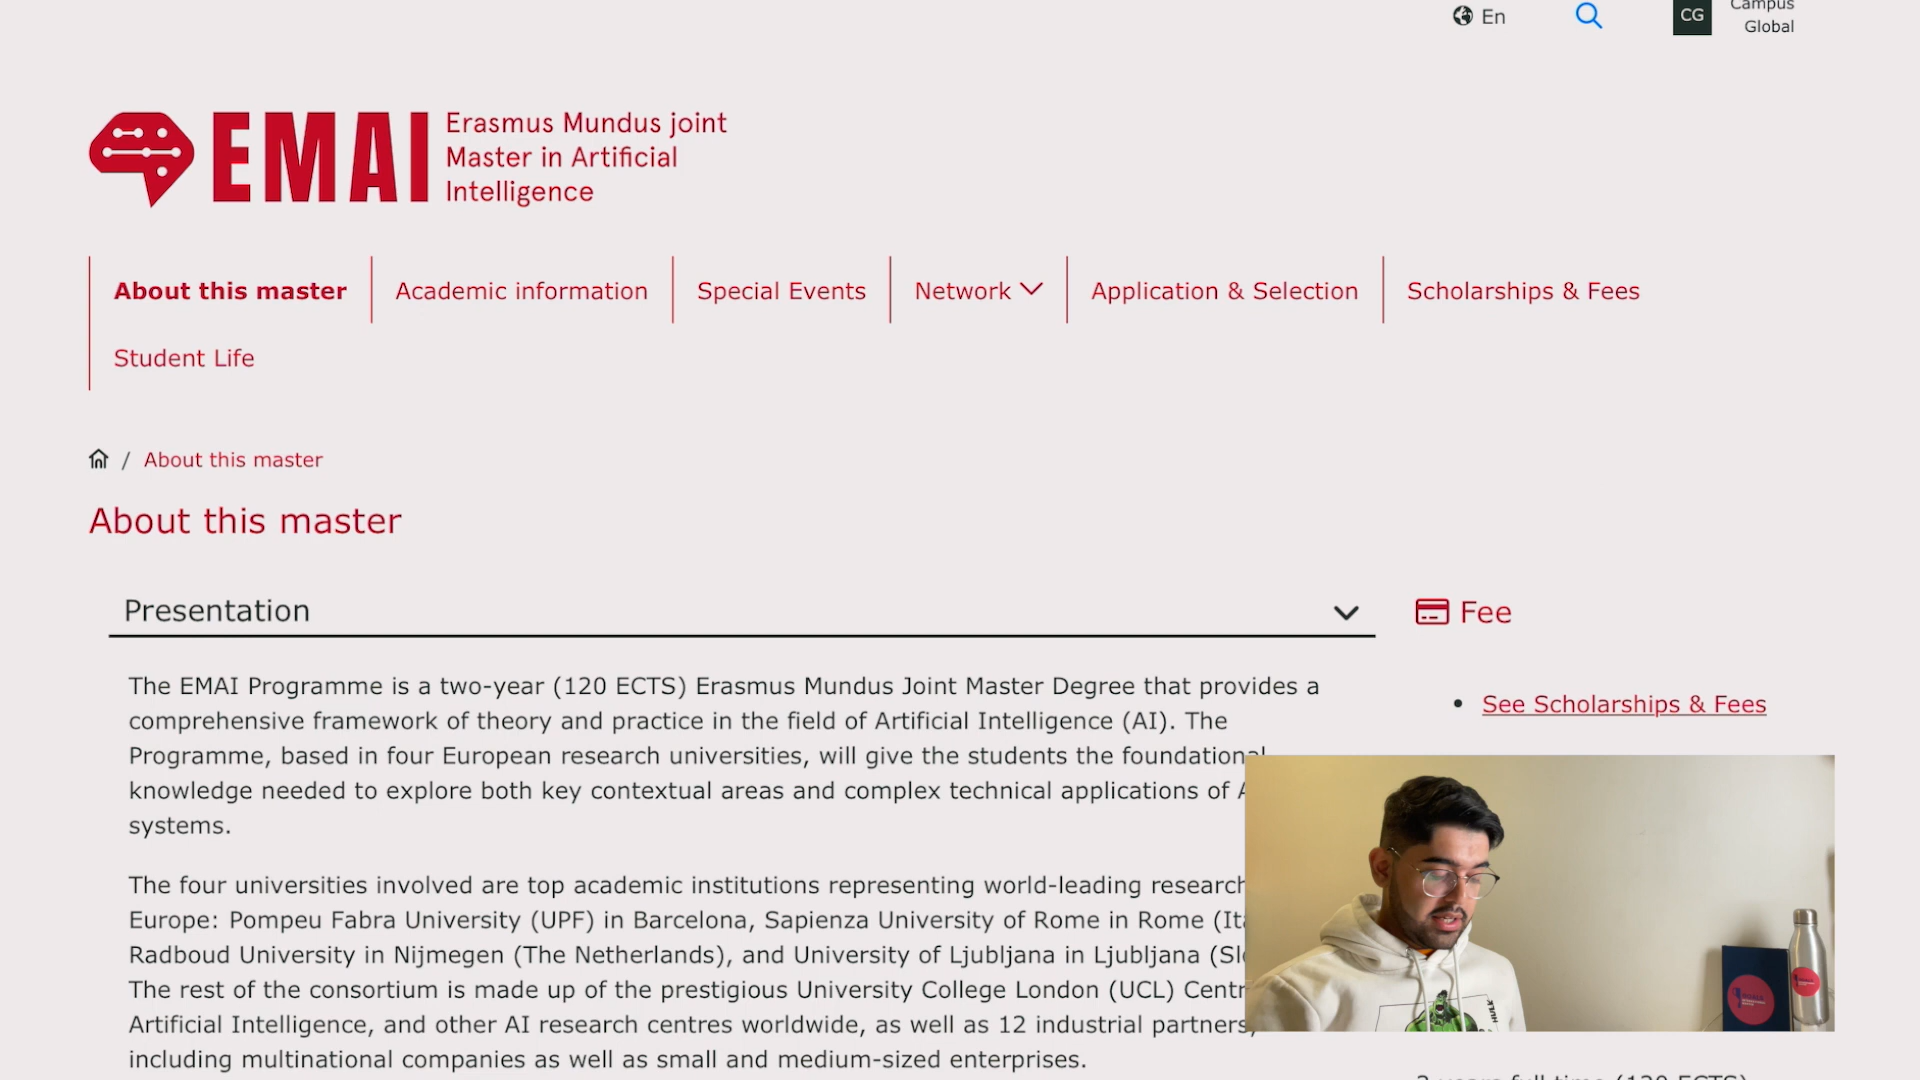 En
CG
Campus
Global
EMAI
Erasmus Mundus joint
Master in Artificial
Intelligence
About this master
Academic information
Special Events
Network
Application & Selection
Scholarships & Fees
Student Life
/ About this master
About this master
Presentation
The EMAI Programme is a two-year (120 ECTS) Erasmus Mundus Joint Master Degree that provides a
comprehensive framework of theory and practice in the field of Artificial Intelligence (AI). The
Programme, based in four European research universities, will give the students the foundational
knowledge needed to explore both key contextual areas and complex technical applications of
systems.
The four universities involved are top academic institutions representing world-leading research
Europe: Pompeu Fabra University (UPF) in Barcelona, Sapienza University of Rome in Rome
Radboud University in Nijmegen (The Netherlands), and University of Ljubljana in Ljubljana
The rest of the consortium is made up of the prestigious University College London (UCL)
Artificial Intelligence, and other AI research centres worldwide, as well as 12 industrial partners,
including multinational companies as well as small and medium-sized enterprises.
Fee
• See Scholarships & Fees
HULK
2 years full-time (120 ECTS)